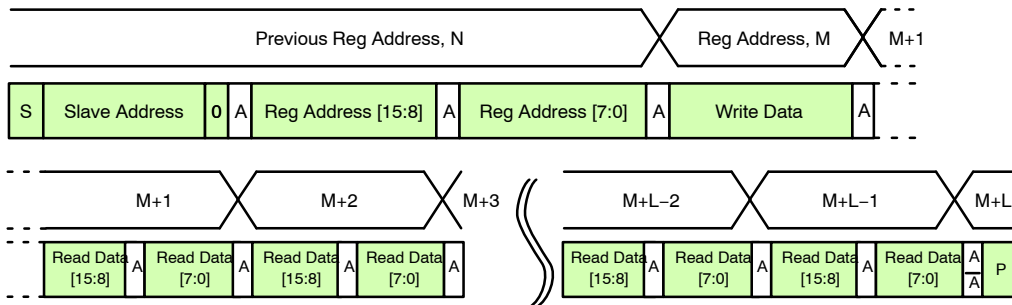 Previous Reg Address, N Reg Address, M M+1
S Slave Address 0 A Reg Address [15:8] A Reg Address [7:0] A Write Data A
M+1 M+2 M+3 M+L−2 M+L−1 M+L
Read Data [15:8] A Read Data [7:0] A Read Data [15:8] A Read Data [7:0] A Read Data [15:8] A Read Data [7:0] A Read Data [15:8] A Read Data [7:0] A A P